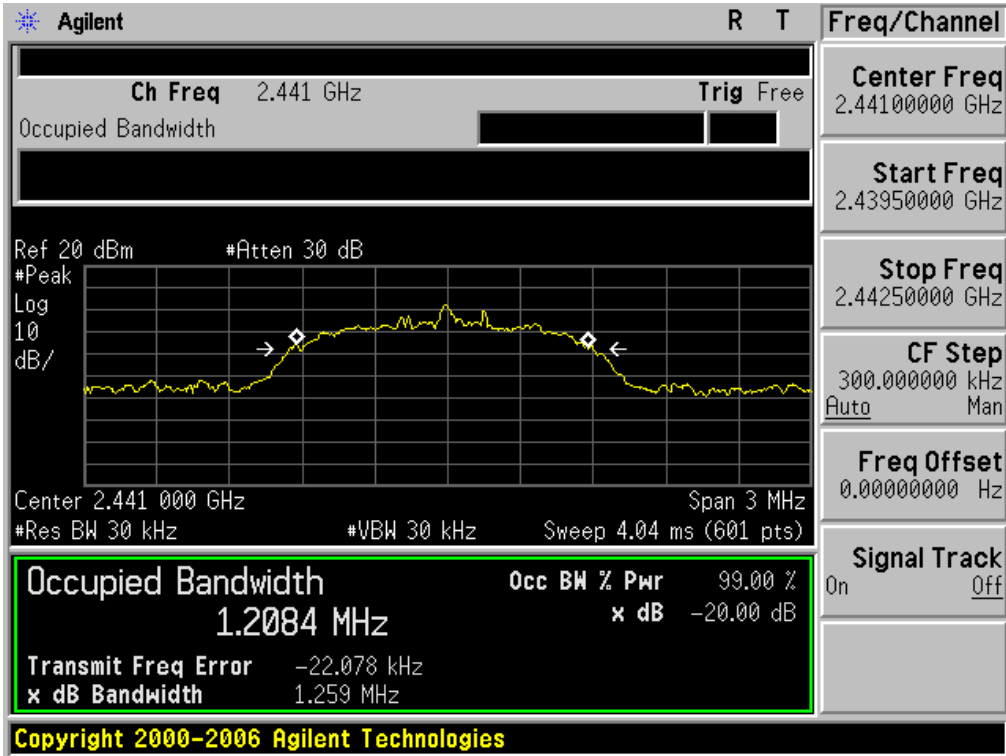 Agilent R T Freq/Channel
Ch Freq 2.441 GHz Trig Free
Occupied Bandwidth
Center Freq
2.44100000 GHz
Start Freq
2.43950000 GHz
Stop Freq
2.44250000 GHz
CF Step
300.000000 kHz
Auto Man
Freq Offset
0.00000000 Hz
Signal Track
On Off
Ref 20 dBm #Atten 30 dB
#Peak
Log
10
dB/
Center 2.441 000 GHz Span 3 MHz
#Res BW 30 kHz #VBW 30 kHz Sweep 4.04 ms (601 pts)
Occupied Bandwidth Occ BW % Pwr 99.00 %
1.2084 MHz x dB -20.00 dB
Transmit Freq Error -22.078 kHz
x dB Bandwidth 1.259 MHz
Copyright 2000-2006 Agilent Technologies